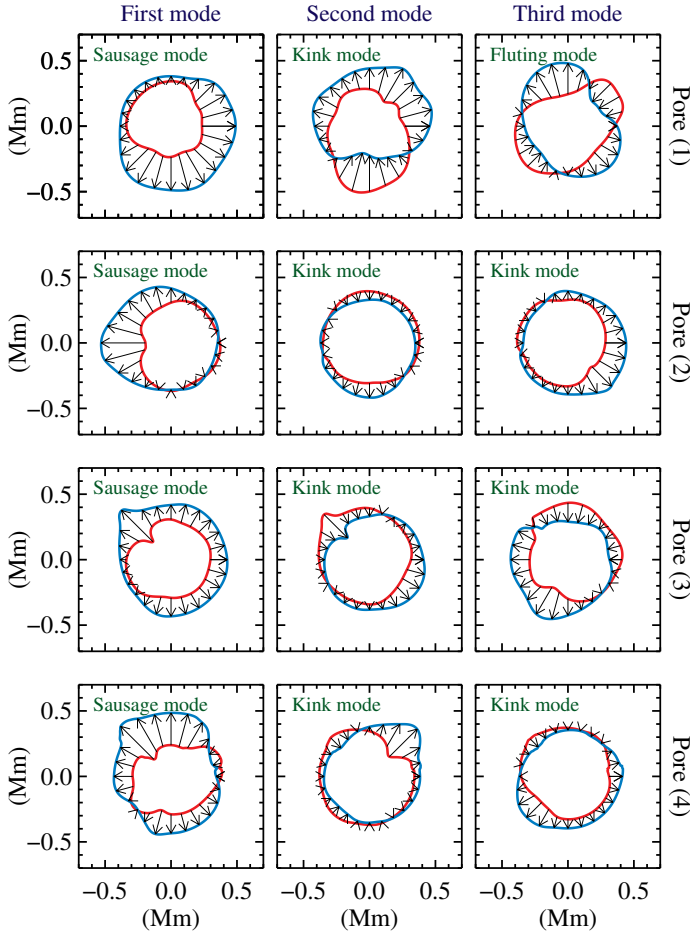 First mode Second mode Third mode
Sausage mode Kink mode Fluting mode
0.5
0.0
−0.5
(Mm)
Pore (1)
Sausage mode Kink mode Kink mode
0.5
0.0
−0.5
(Mm)
Pore (2)
Sausage mode Kink mode Kink mode
0.5
0.0
−0.5
(Mm)
Pore (3)
Sausage mode Kink mode Kink mode
0.5
0.0
−0.5
(Mm)
Pore (4)
−0.5 0.0 0.5 −0.5 0.0 0.5 −0.5 0.0 0.5
(Mm) (Mm) (Mm)